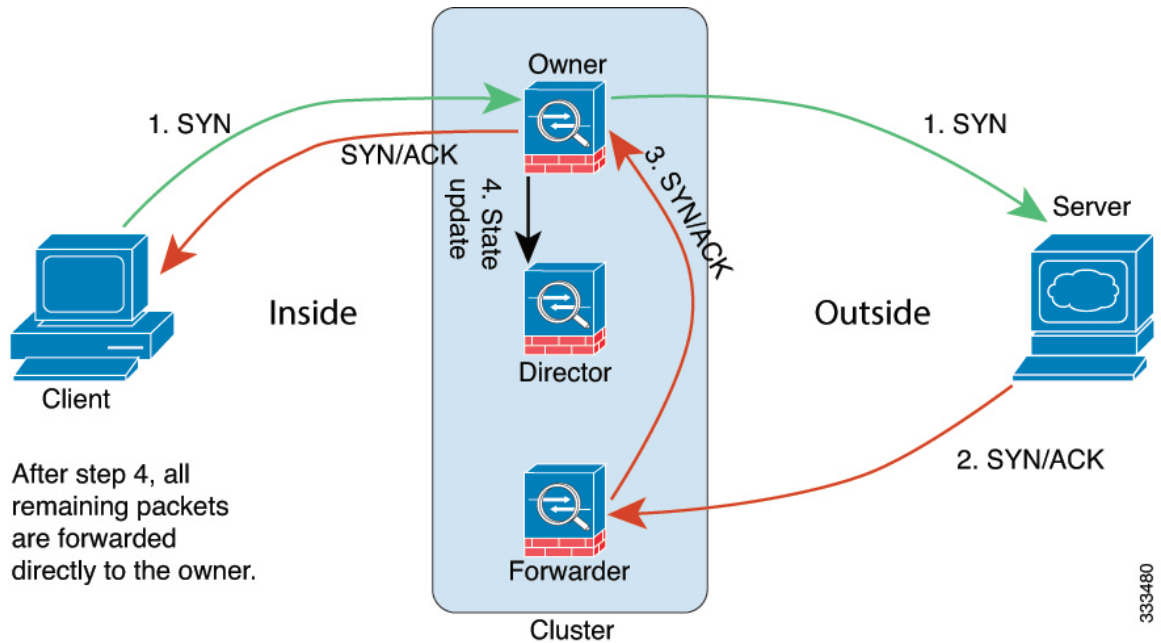 Owner
1. SYN
1. SYN
SYN/ACK
3. SYN/ACK
4. State
update
Server
Inside
Outside
Director
Client
2. SYN/ACK
After step 4, all
remaining packets
are forwarded
directly to the owner.
Forwarder
Cluster
333480